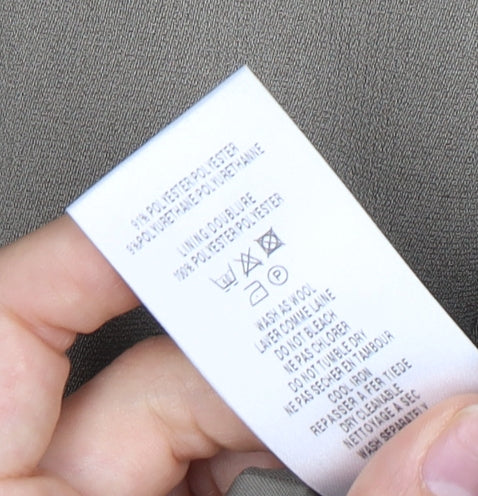 91% POLYESTER POLYESTER
9% POLYURETHANE POLYURETHANNE
LINING DOUBLURE
100% POLYESTER POLYESTER
P
WASH AS WOOL
LAVER COMME LAINE
DO NOT BLEACH
NE PAS CHLORER
DO NOT TUMBLE DRY
NE PAS SECHER EN TAMBOUR
COOL IRON
REPASSER A FER TIEDE
DRY CLEANABLE
NETTOYAGE A SEC
WASH SEPARATELY